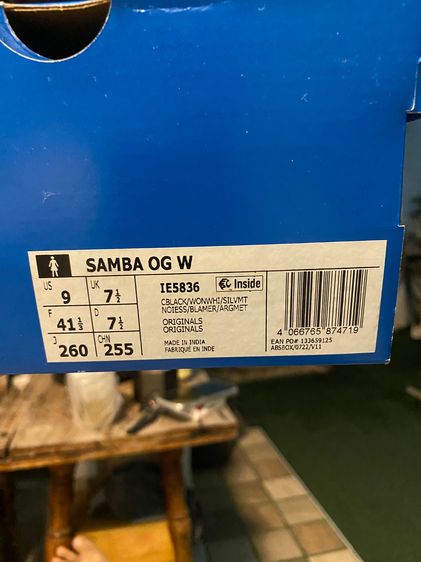 SAMBA OG W
US 9 UK 7½
F 41⅓ D 7½
J 260 CHN 255
IE5836 Inside
CBLACK/WONWHI/SILVMT
NOIESS/BLAMER/ARGMET
ORIGINALS
ORIGINALS
MADE IN INDIA
FABRIQUÉ EN INDE
4 066765 874719
EAN PO# 133659125
ABSBOX/0722/V11